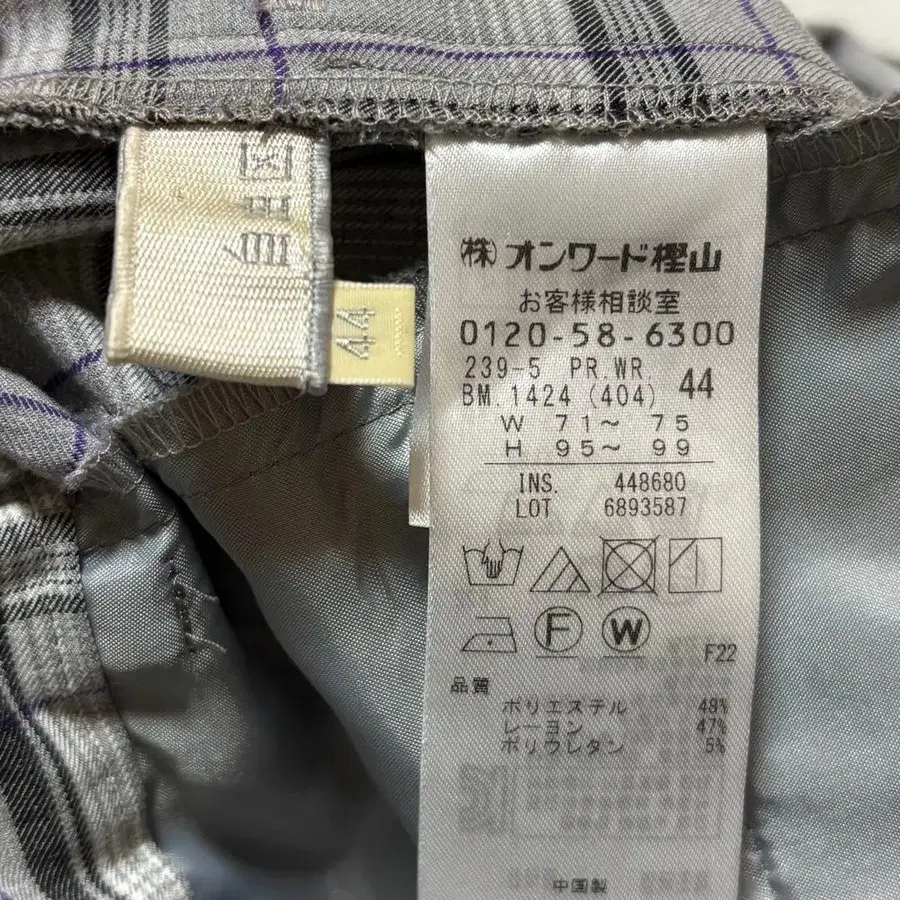 自由区
44
㈱オンワード樫山
お客様相談室
0120-58-6300
239-5 PR.WR.
BM.1424 (404) 44
W 71～ 75
H 95～ 99
INS. 448680
LOT 6893587
F W
F22
品質
ポリエステル 48%
レーヨン 47%
ポリウレタン 5%
中国製